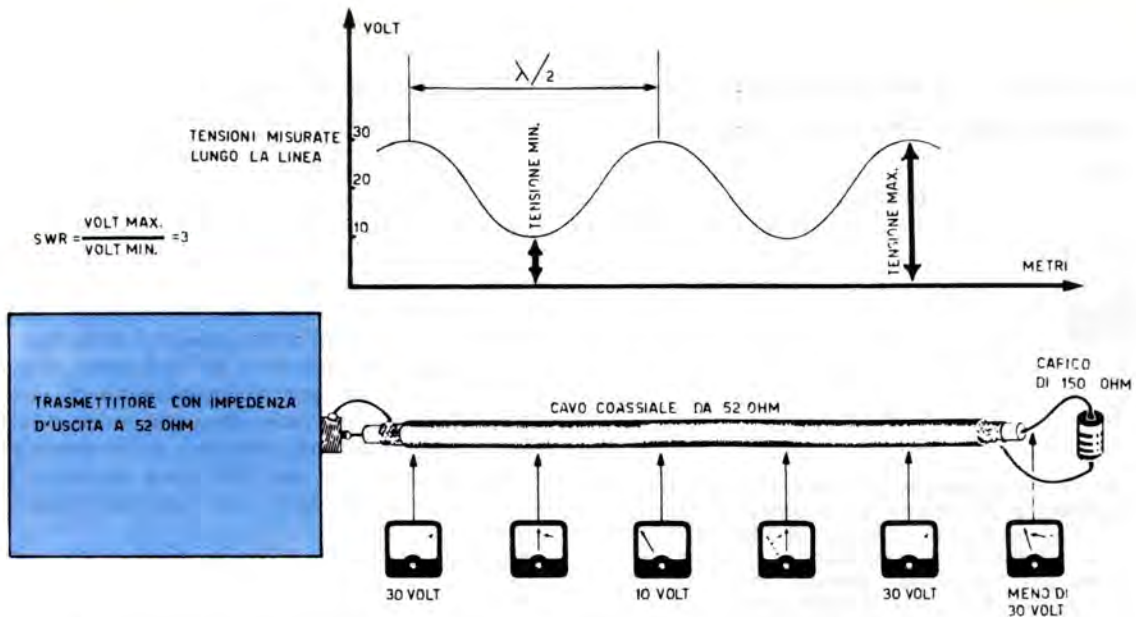 VOLT
λ/2
TENSIONI MISURATE
LUNGO LA LINEA
30
20
10
TENSIONE MIN.
TENSIONE MAX.
SWR = VOLT MAX. / VOLT MIN. = 3
METRI
TRASMETTITORE CON IMPEDENZA
D'USCITA A 52 OHM
CAVO COASSIALE DA 52 OHM
CARICO
DI 150 OHM
30 VOLT
10 VOLT
30 VOLT
MENO DI
30 VOLT